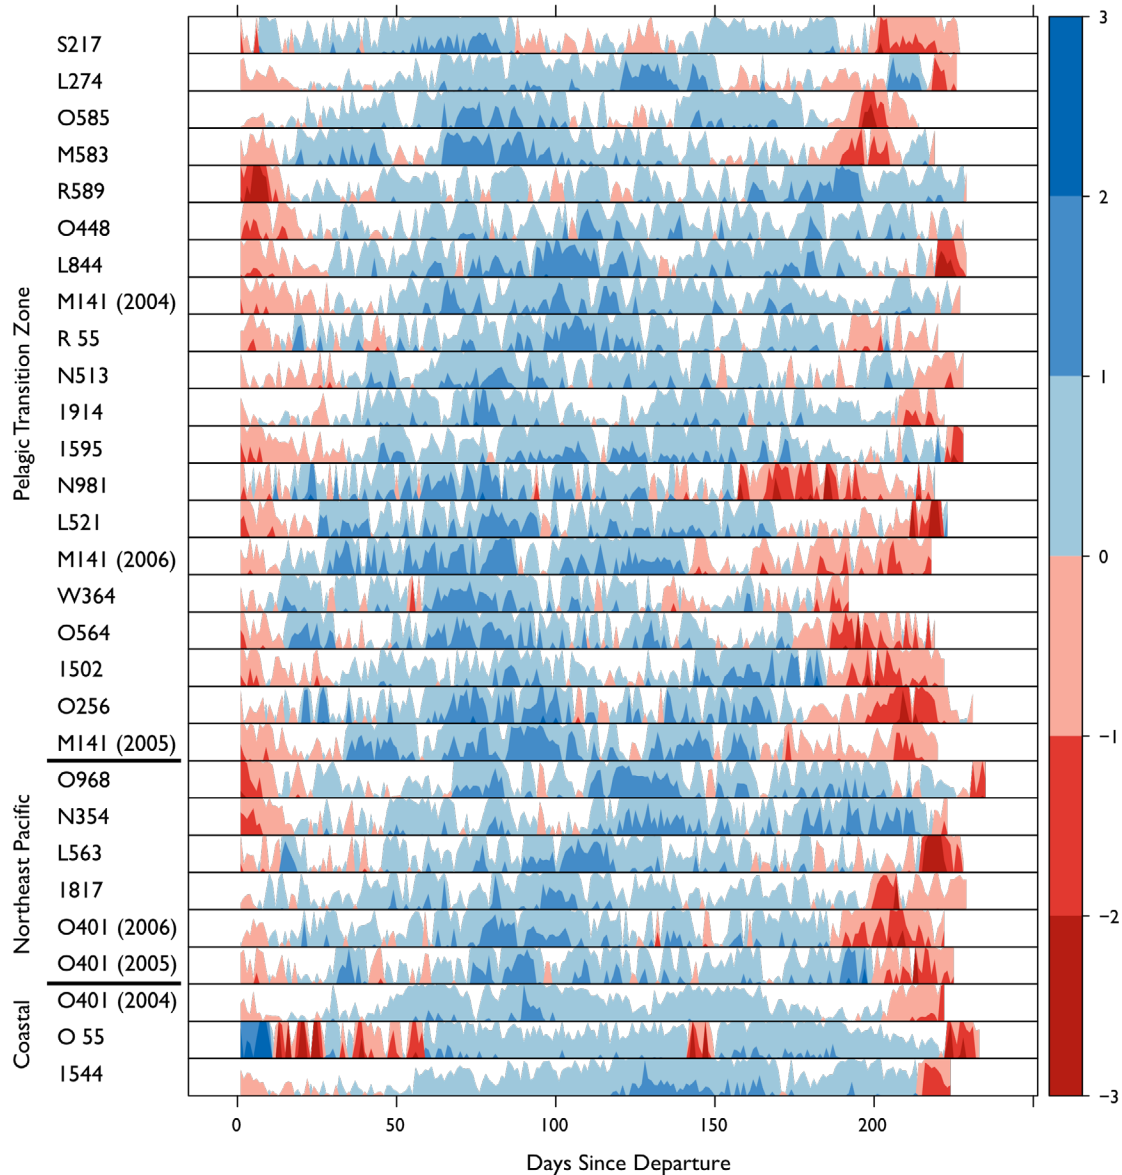 S217
L274
O585
M583
R589
O448
L844
M141 (2004)
R 55
N513
1914
1595
N981
L521
M141 (2006)
W364
O564
1502
O256
M141 (2005)
O968
N354
L563
1817
O401 (2006)
O401 (2005)
O401 (2004)
O 55
1544
Pelagic Transition Zone
Northeast Pacific
Coastal
0 50 100 150 200
Days Since Departure
3
2
1
0
−1
−2
−3